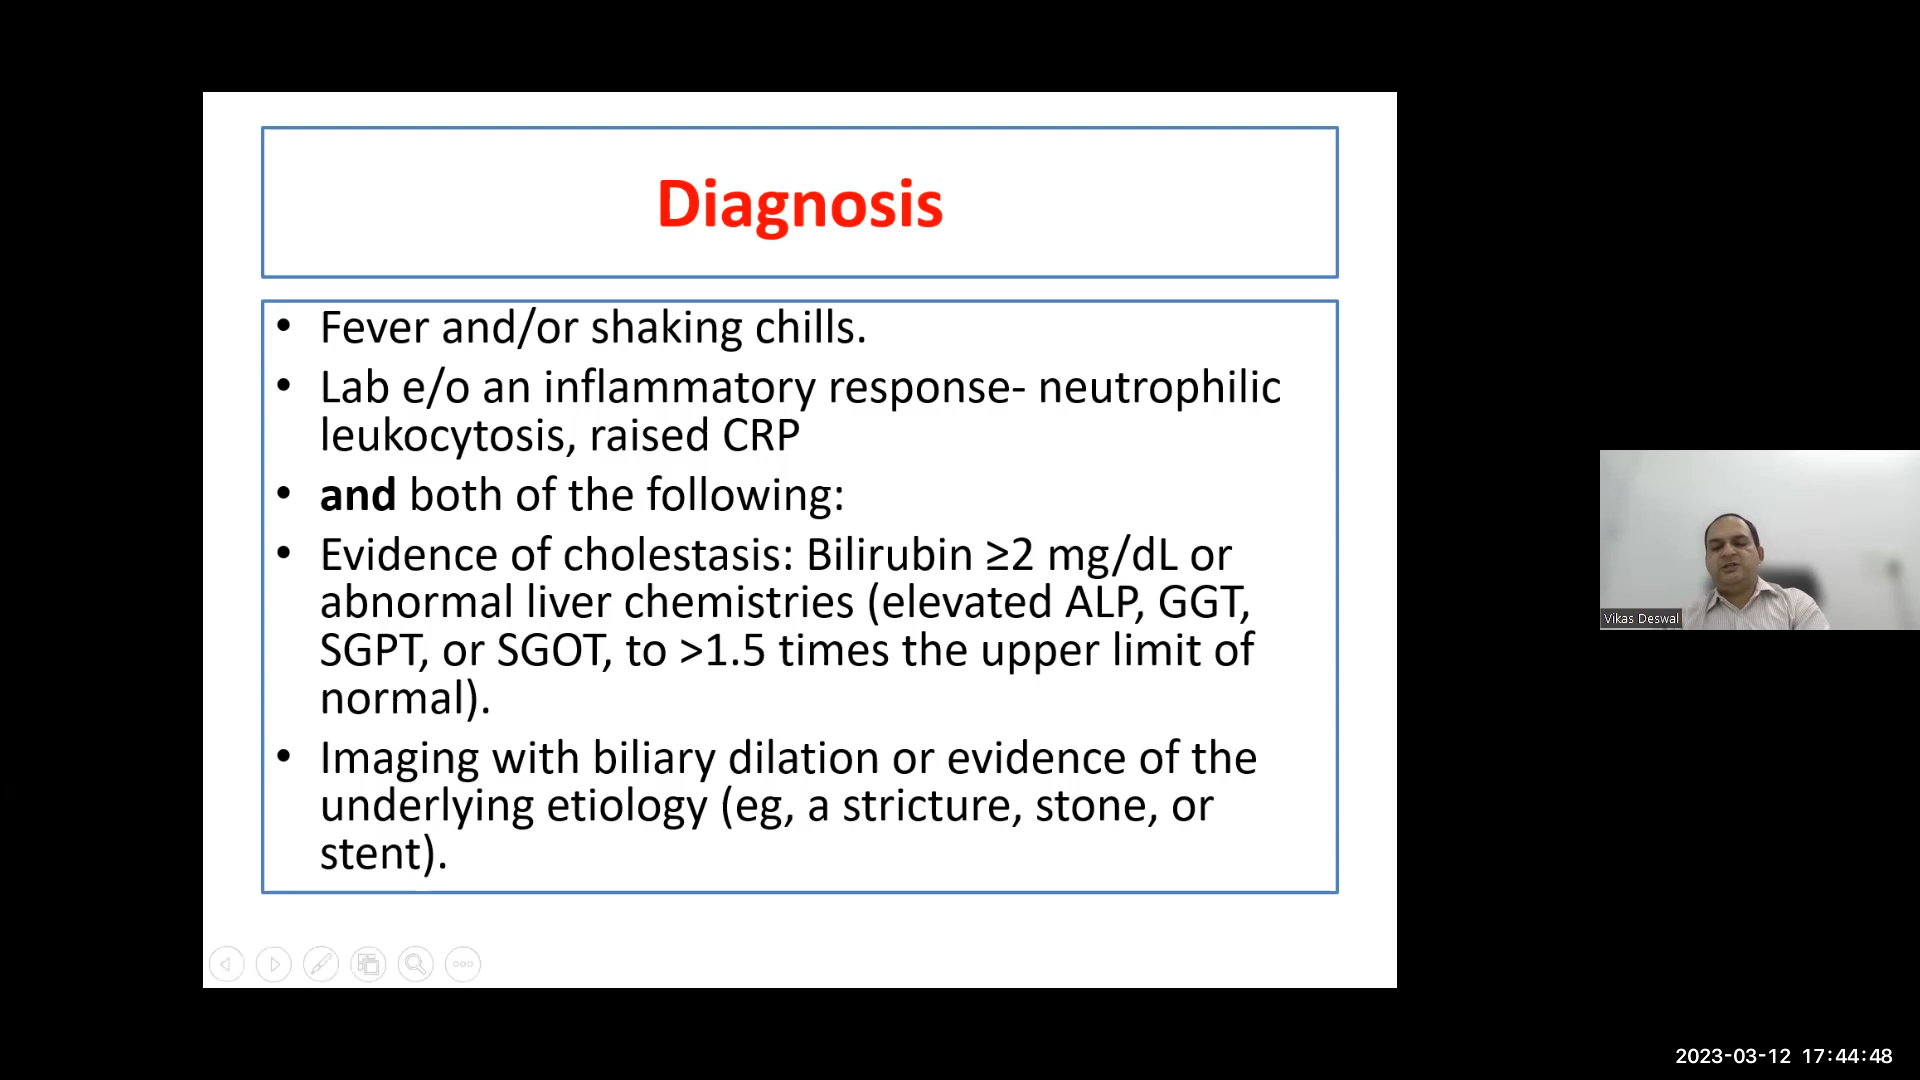 Diagnosis
• Fever and/or shaking chills.
• Lab e/o an inflammatory response- neutrophilic
leukocytosis, raised CRP
• and both of the following:
• Evidence of cholestasis: Bilirubin ≥2 mg/dL or
abnormal liver chemistries (elevated ALP, GGT,
SGPT, or SGOT, to >1.5 times the upper limit of
normal).
• Imaging with biliary dilation or evidence of the
underlying etiology (eg, a stricture, stone, or
stent).
Vikas Deswal
2023-03-12 17:44:48